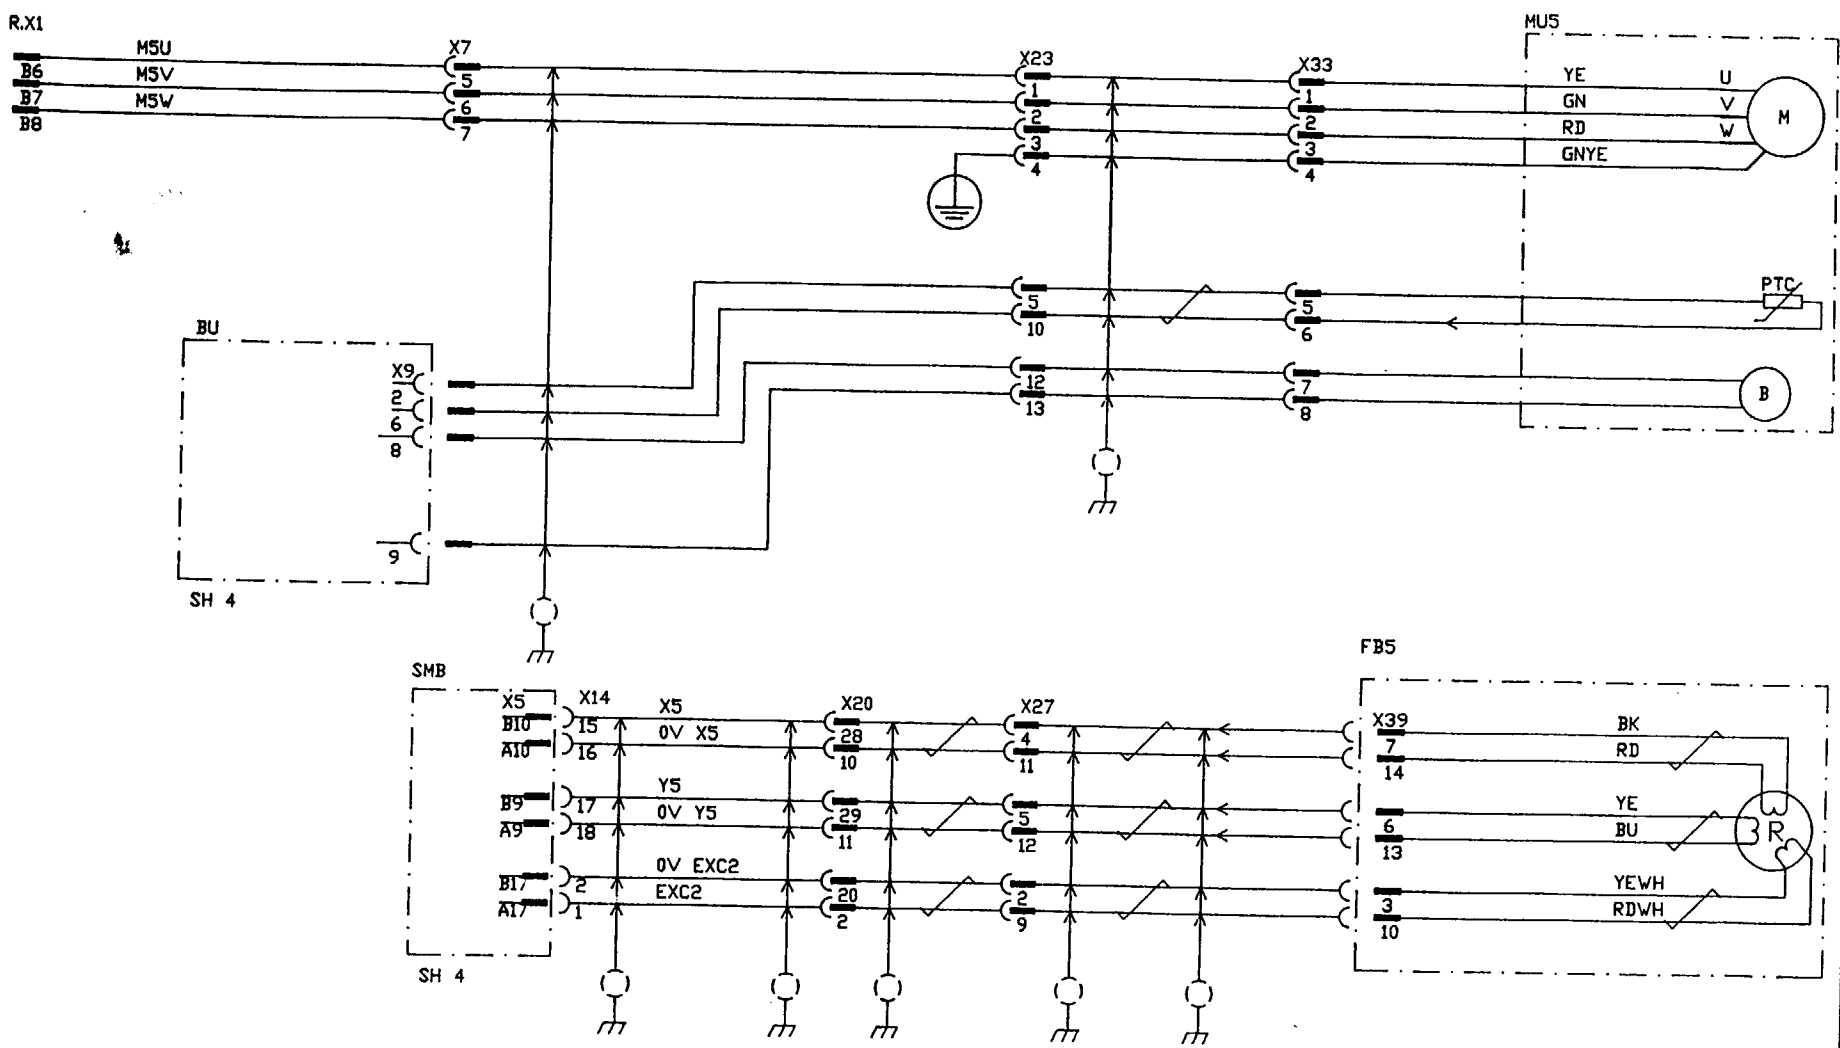 R.X1
MU5
M5U
X7
X23
X33
YE
U
B6
M5V
5
1
1
GN
V
M
B7
M5W
6
2
2
RD
W
B8
7
3
3
GNYE
4
4
PTC
5
5
10
6
BU
X9
12
7
2
13
8
B
6
8
9
SH 4
FB5
SMB
X5
X14
X5
X20
X27
X39
BK
B10
15
0V X5
28
4
7
RD
A10
16
10
11
14
Y5
YE
B9
17
0V Y5
29
5
6
BU
R
A9
18
11
12
13
0V EXC2
YEWH
B17
2
EXC2
20
2
3
RDWH
A17
1
2
9
10
SH 4